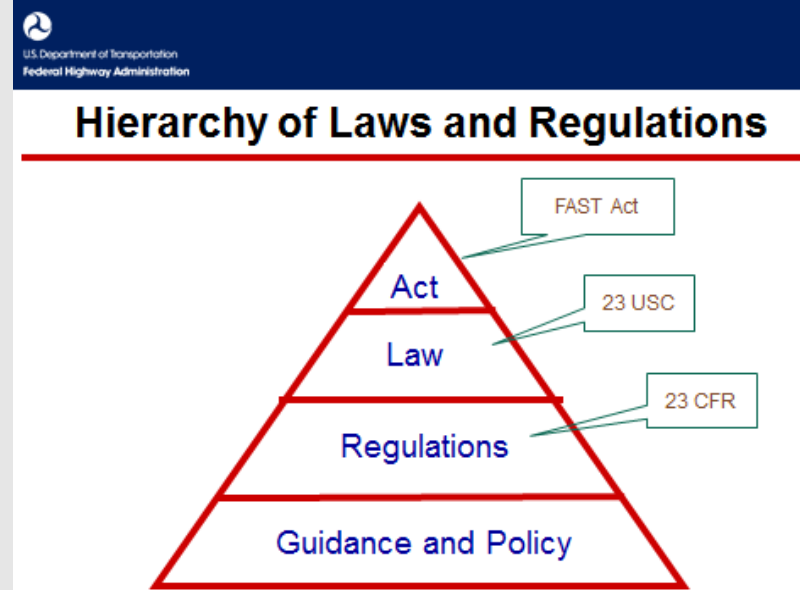 U.S. Department of Transportation
Federal Highway Administration
Hierarchy of Laws and Regulations
FAST Act
Act
23 USC
Law
23 CFR
Regulations
Guidance and Policy